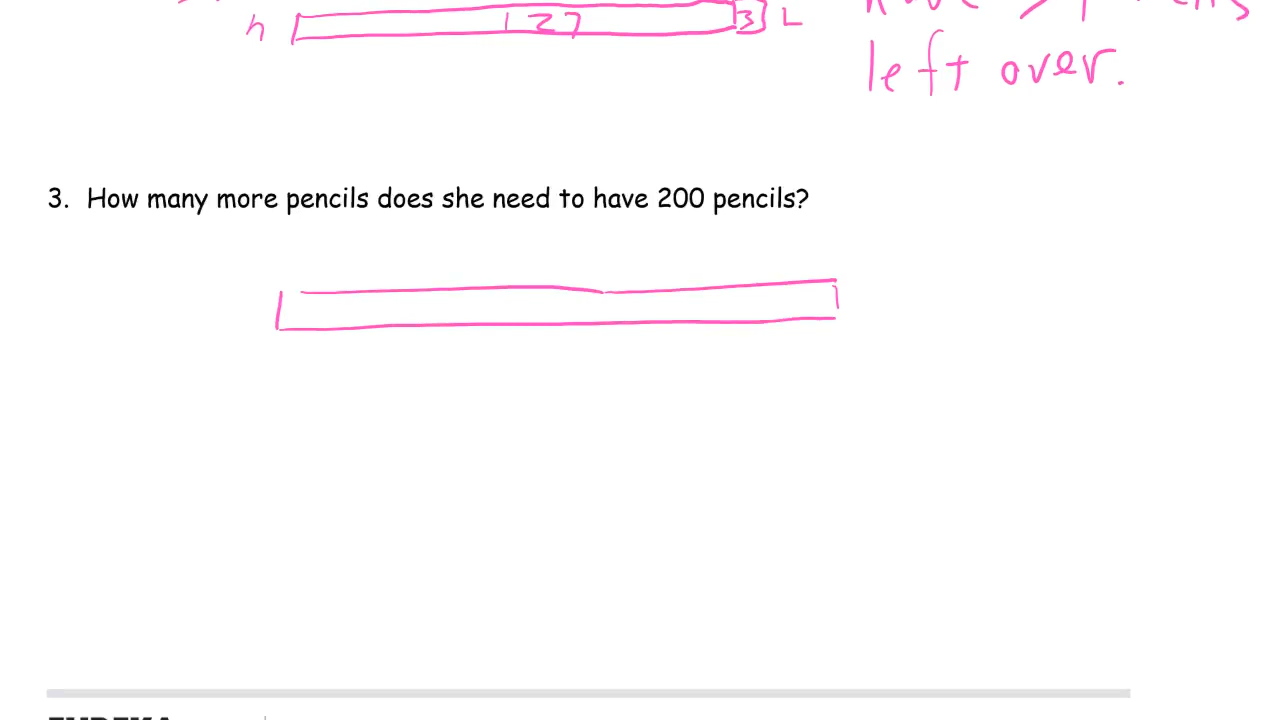 h 127 3 L
left over.
3. How many more pencils does she need to have 200 pencils?